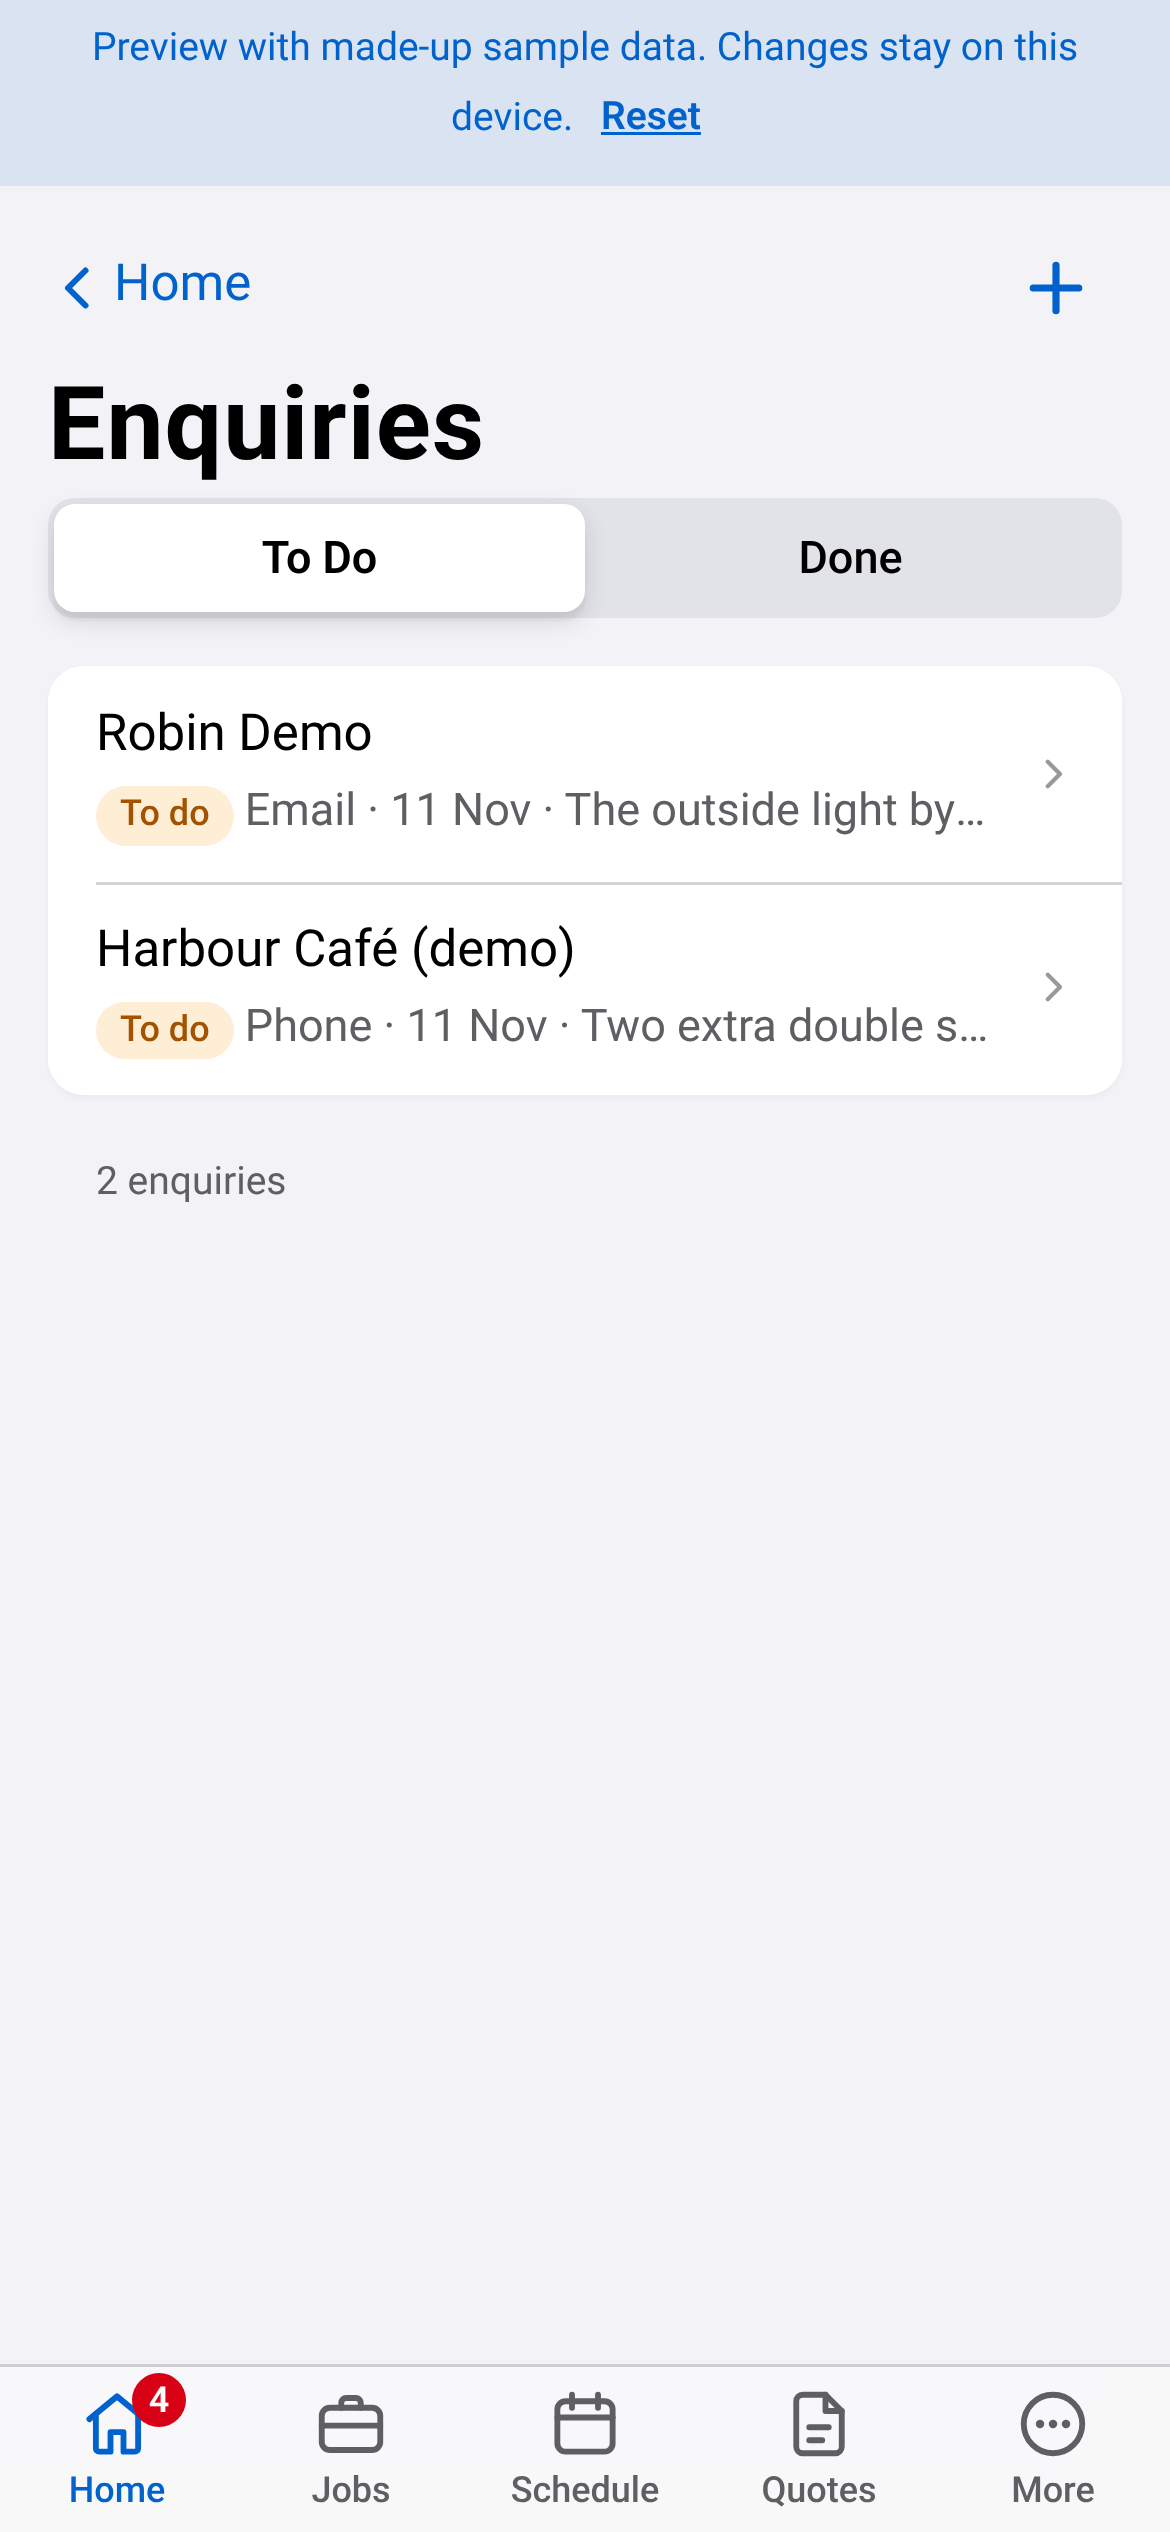 Preview with made-up sample data. Changes stay on this
device. Reset
Home
Enquiries
To Do Done
Robin Demo
To do Email · 11 Nov · The outside light by…
Harbour Café (demo)
To do Phone · 11 Nov · Two extra double s…
2 enquiries
4
Home Jobs Schedule Quotes More